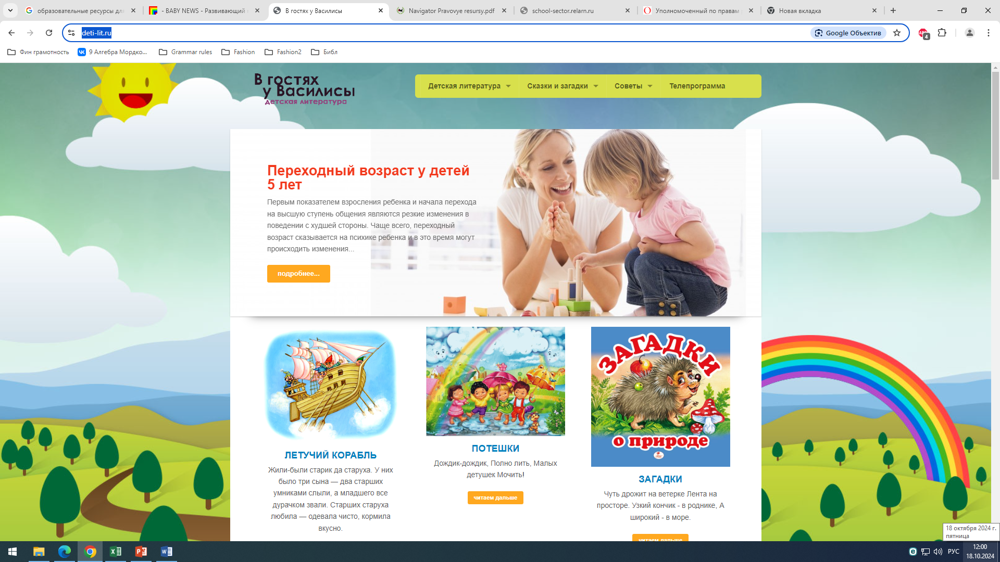 образовательные ресурсы для
- BABY NEWS - Развивающий
В гостях у Василисы
Navigator Pravovye resursy.pdf
school-sector.relarn.ru
Уполномоченный по правам
Новая вкладка
deti-lit.ru
Google Объектив
ABP
4
Фин грамотность
9 Алгебра Мордко...
Grammar rules
Fashion
Fashion2
Библ
В гостях
у Василисы
детская литература
Детская литература
Сказки и загадки
Советы
Телепрограмма
Переходный возраст у детей
5 лет
Первым показателем взросления ребенка и начала перехода
на высшую ступень общения являются резкие изменения в
поведении с худшей стороны. Чаще всего, переходный
возраст сказывается на психике ребенка и в это время могут
происходить изменения...
подробнее...
ЛЕТУЧИЙ КОРАБЛЬ
Жили-были старик да старуха. У них
было три сына — два старших
умниками слыли, а младшего все
дурачком звали. Старших старуха
любила — одевала чисто, кормила
вкусно.
ПОТЕШКИ
Дождик-дождик, Полно лить, Малых
детушек Мочить!
читаем дальше
ЗАГАДКИ
о природе
ЗАГАДКИ
Чуть дрожит на ветерке Лента на
просторе. Узкий кончик - в роднике, А
широкий - в море.
читаем дальше
18 октября 2024 г.
пятница
РУС
12:00
18.10.2024